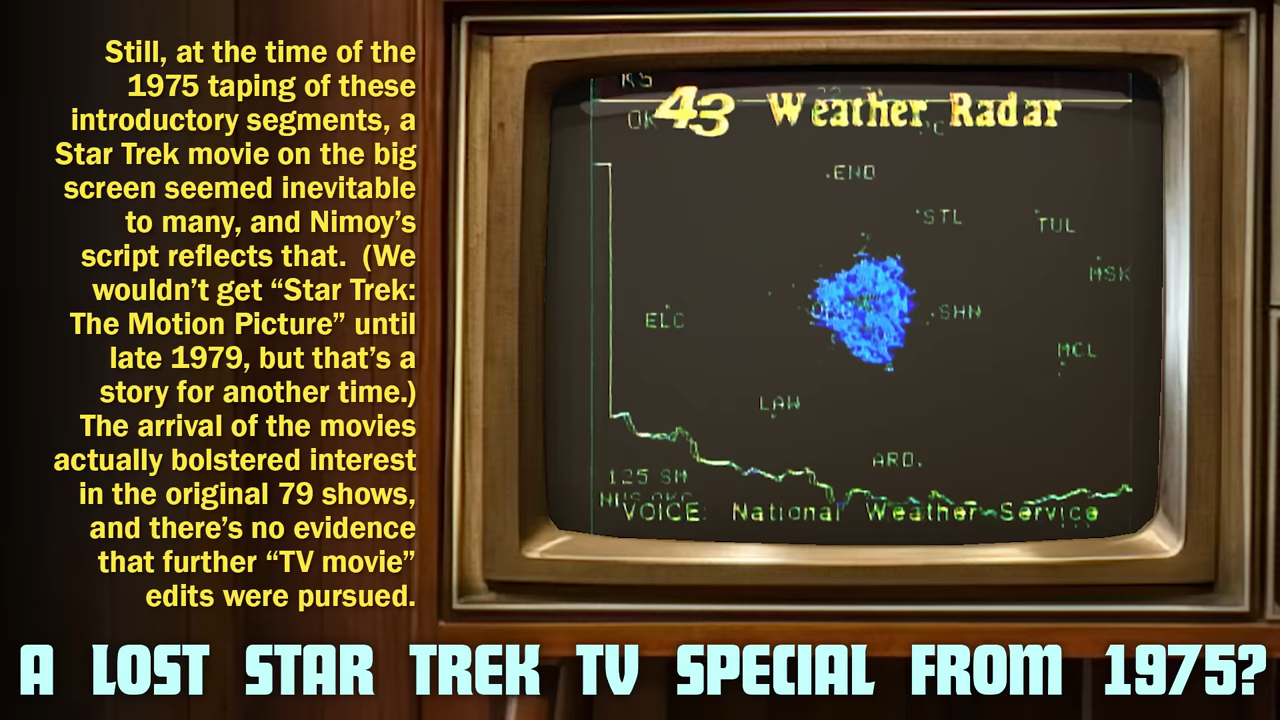 Still, at the time of the
1975 taping of these
introductory segments, a
Star Trek movie on the big
screen seemed inevitable
to many, and Nimoy’s
script reflects that.  (We
wouldn’t get “Star Trek:
The Motion Picture” until
late 1979, but that’s a
story for another time.)
The arrival of the movies
actually bolstered interest
in the original 79 shows,
and there’s no evidence
that further “TV movie”
edits were pursued.
KS
OK
43 Weather Radar
.END
STL
TUL
MSK
ELC
SHN
MCL
LAW
ARD.
125 SM
VOICE: National Weather Service
A LOST STAR TREK TV SPECIAL FROM 1975?